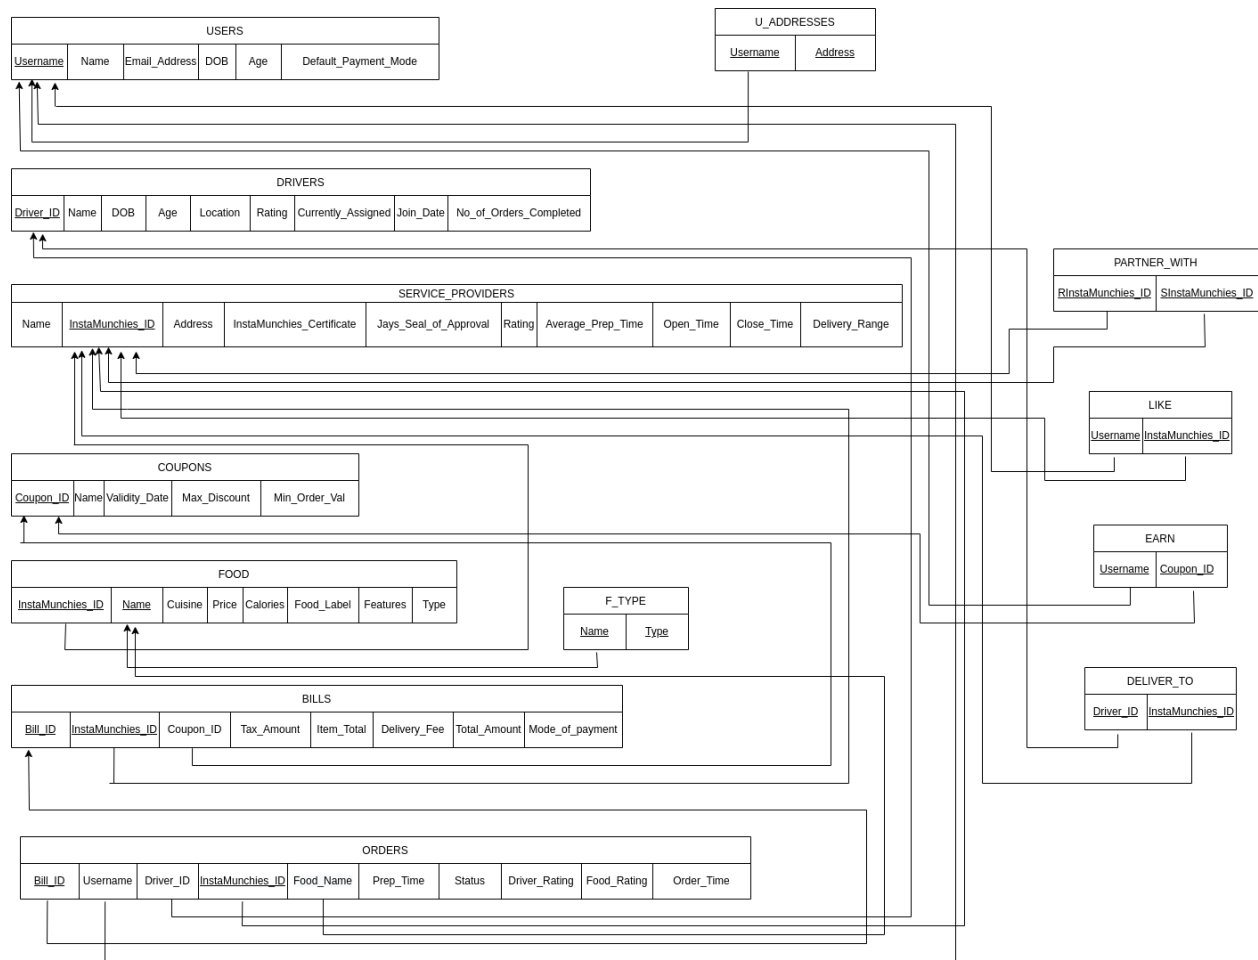 USERS
Username Name Email_Address DOB Age Default_Payment_Mode
U_ADDRESSES
Username Address
DRIVERS
Driver_ID Name DOB Age Location Rating Currently_Assigned Join_Date No_of_Orders_Completed
PARTNER_WITH
RInstaMunchies_ID SInstaMunchies_ID
SERVICE_PROVIDERS
Name InstaMunchies_ID Address InstaMunchies_Certificate Jays_Seal_of_Approval Rating Average_Prep_Time Open_Time Close_Time Delivery_Range
LIKE
Username InstaMunchies_ID
COUPONS
Coupon_ID Name Validity_Date Max_Discount Min_Order_Val
EARN
Username Coupon_ID
FOOD
InstaMunchies_ID Name Cuisine Price Calories Food_Label Features Type
F_TYPE
Name Type
DELIVER_TO
Driver_ID InstaMunchies_ID
BILLS
Bill_ID InstaMunchies_ID Coupon_ID Tax_Amount Item_Total Delivery_Fee Total_Amount Mode_of_payment
ORDERS
Bill_ID Username Driver_ID InstaMunchies_ID Food_Name Prep_Time Status Driver_Rating Food_Rating Order_Time